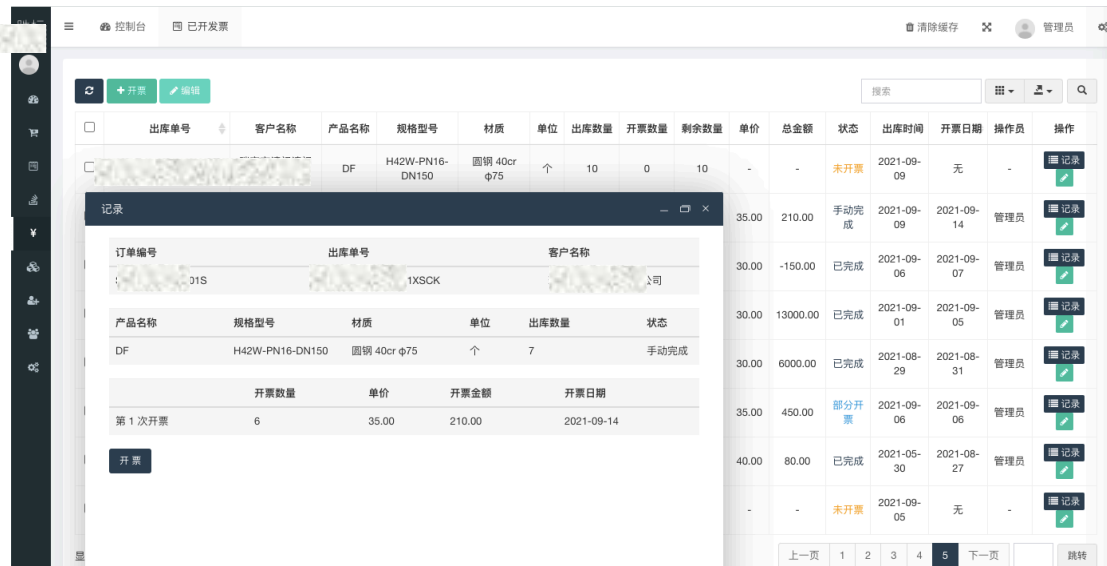 控制台 已开发票 清除缓存 管理员
开票 编辑 搜索
出库单号 客户名称 产品名称 规格型号 材质 单位 出库数量 开票数量 剩余数量 单价 总金额 状态 出库时间 开票日期 操作员 操作
DF H42W-PN16-DN150 圆钢 40cr ф75 个 10 0 10 - - 未开票 2021-09-09 无 - 记录
35.00 210.00 手动完成 2021-09-09 2021-09-14 管理员 记录
30.00 -150.00 已完成 2021-09-06 2021-09-07 管理员 记录
30.00 13000.00 已完成 2021-09-01 2021-09-05 管理员 记录
30.00 6000.00 已完成 2021-08-29 2021-08-31 管理员 记录
35.00 450.00 部分开票 2021-09-06 2021-09-06 管理员 记录
40.00 80.00 已完成 2021-05-30 2021-08-27 管理员 记录
- - 未开票 2021-09-05 无 - 记录
上一页 1 2 3 4 5 下一页 跳转
记录
订单编号 出库单号 客户名称
01S 1XSCK 公司
产品名称 规格型号 材质 单位 出库数量 状态
DF H42W-PN16-DN150 圆钢 40cr ф75 个 7 手动完成
开票数量 单价 开票金额 开票日期
第 1 次开票 6 35.00 210.00 2021-09-14
开 票